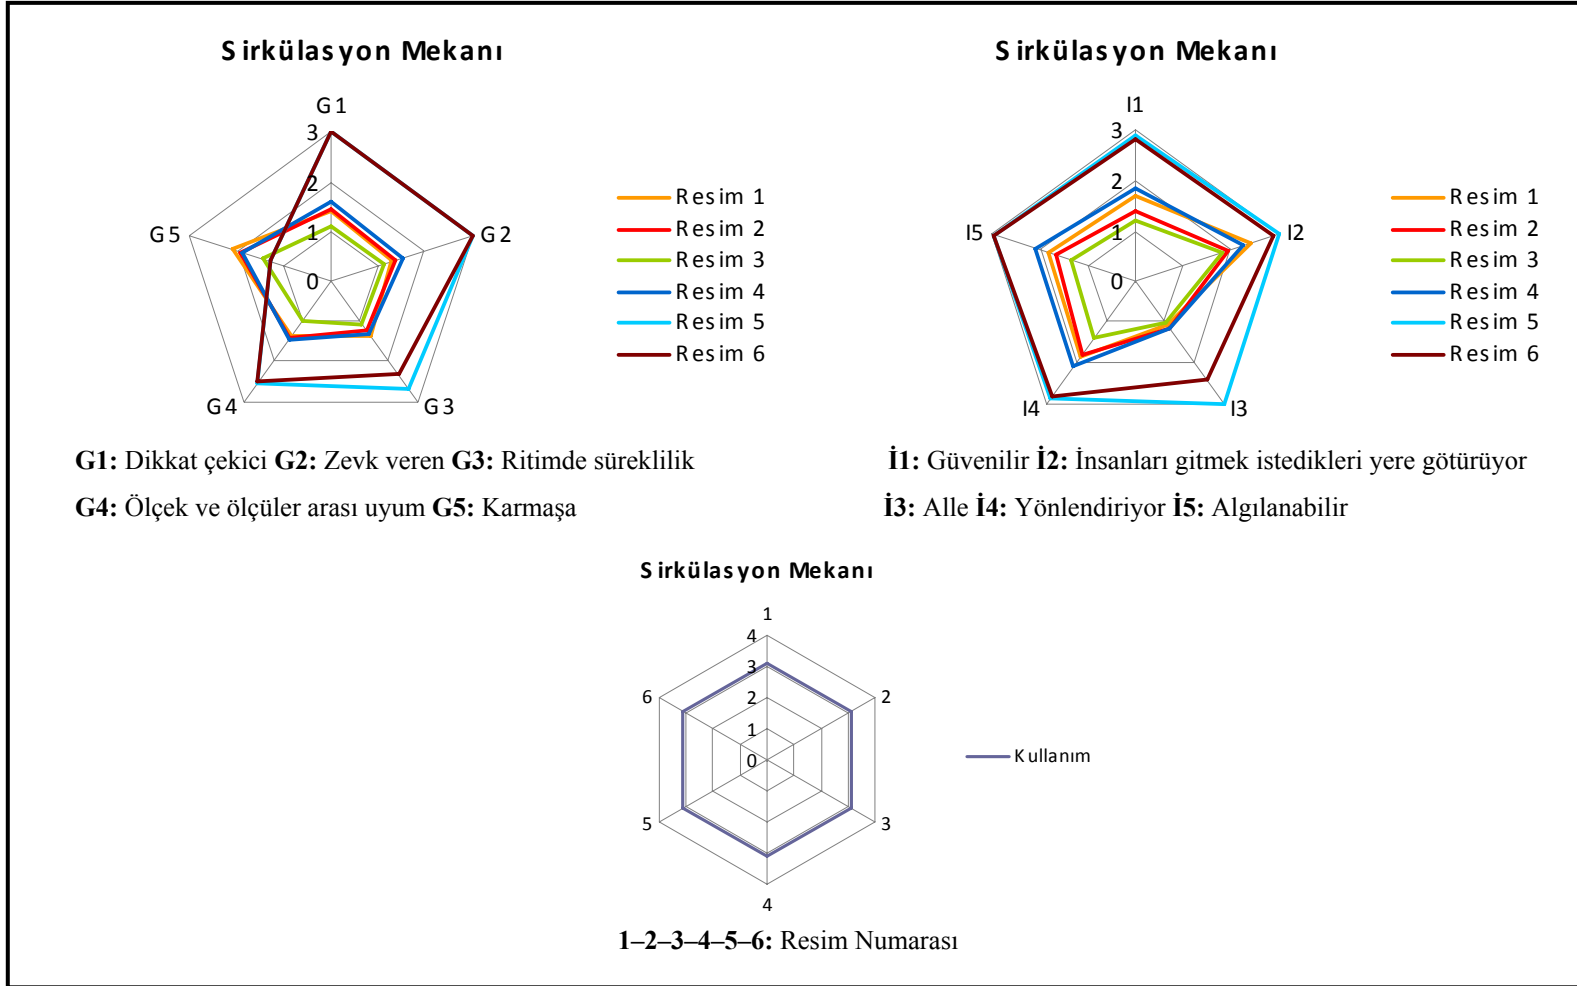 Sirkülasyon Mekanı
G1
3
2
1
0
G2
G3
G4
G5
Resim 1
Resim 2
Resim 3
Resim 4
Resim 5
Resim 6
G1: Dikkat çekici G2: Zevk veren G3: Ritimde süreklilik
G4: Ölçek ve ölçüler arası uyum G5: Karmaşa
Sirkülasyon Mekanı
I1
3
2
1
0
I2
I3
I4
I5
Resim 1
Resim 2
Resim 3
Resim 4
Resim 5
Resim 6
İ1: Güvenilir İ2: İnsanları gitmek istedikleri yere götürüyor
İ3: Alle İ4: Yönlendiriyor İ5: Algılanabilir
Sirkülasyon Mekanı
1
4
3
2
1
0
2
3
4
5
6
Kullanım
1–2–3–4–5–6: Resim Numarası